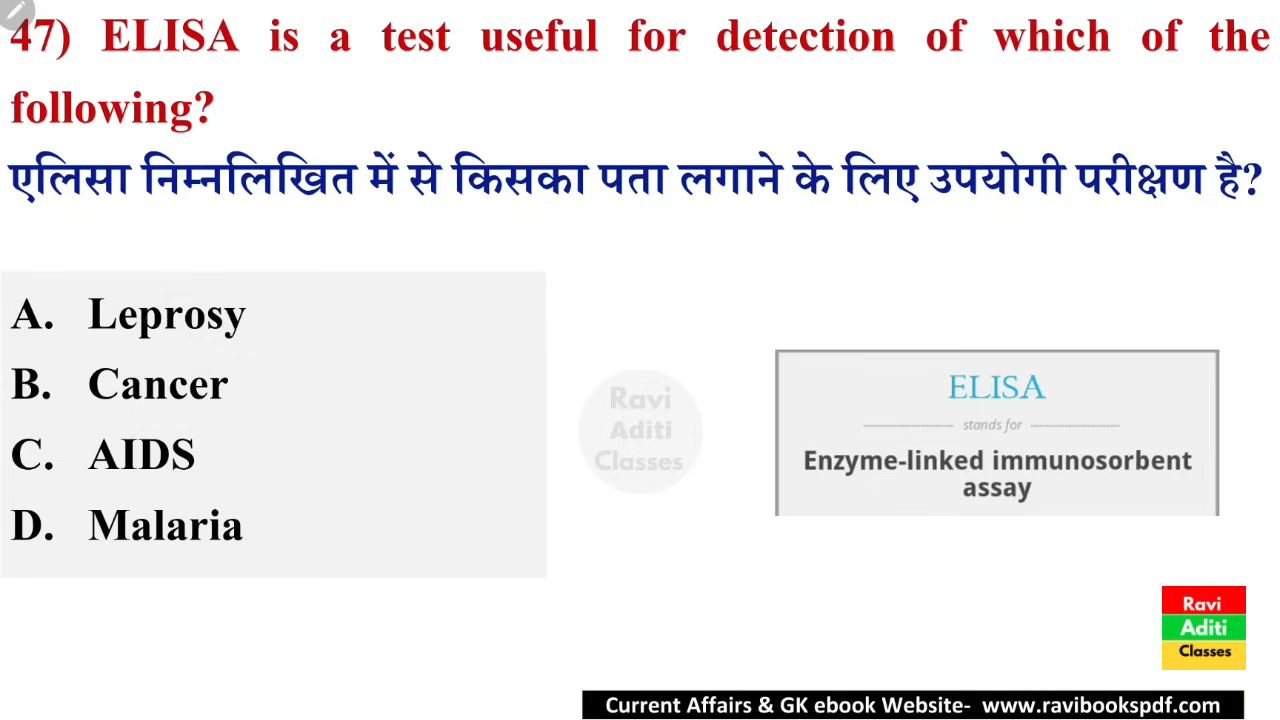 47) ELISA is a test useful for detection of which of the
following?
एलिसा निम्नलिखित में से किसका पता लगाने के लिए उपयोगी परीक्षण है?
A. Leprosy
B. Cancer
C. AIDS
D. Malaria
Ravi
Aditi
Classes
ELISA
stands for
Enzyme-linked immunosorbent
assay
Ravi
Aditi
Classes
Current Affairs & GK ebook Website- www.ravibookspdf.com